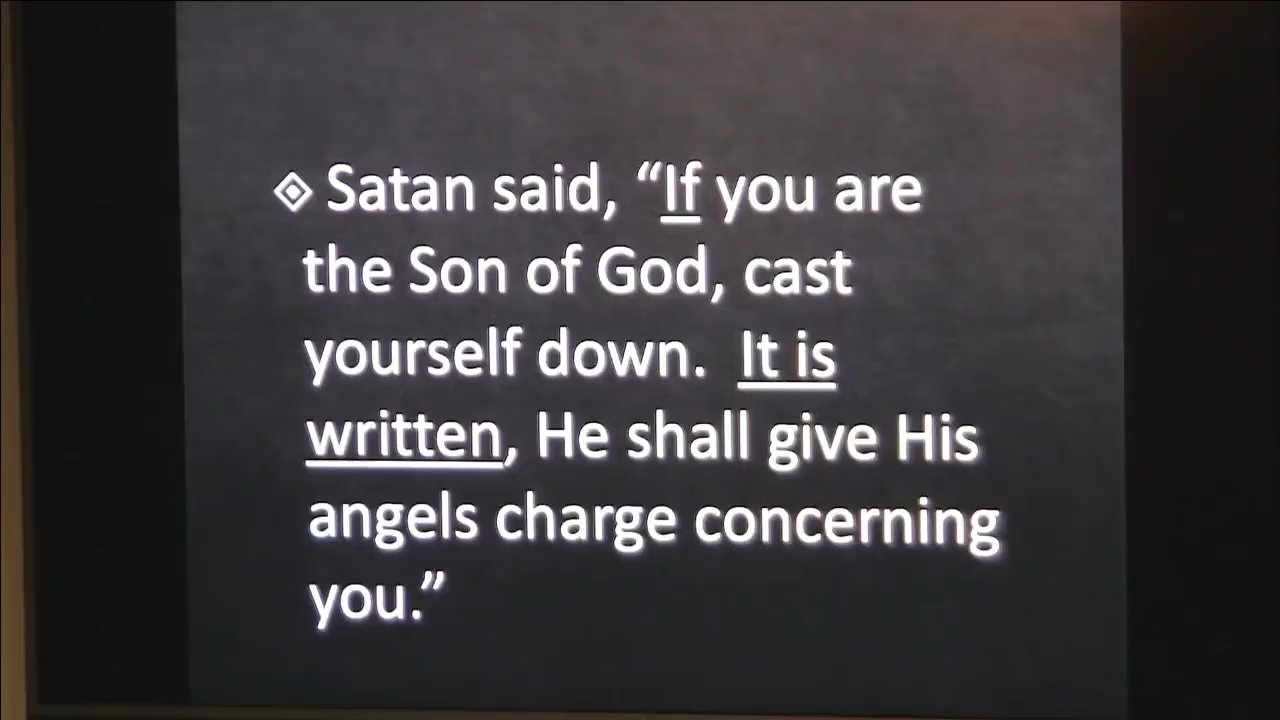 Satan said, “If you are
the Son of God, cast
yourself down.  It is
written, He shall give His
angels charge concerning
you.”